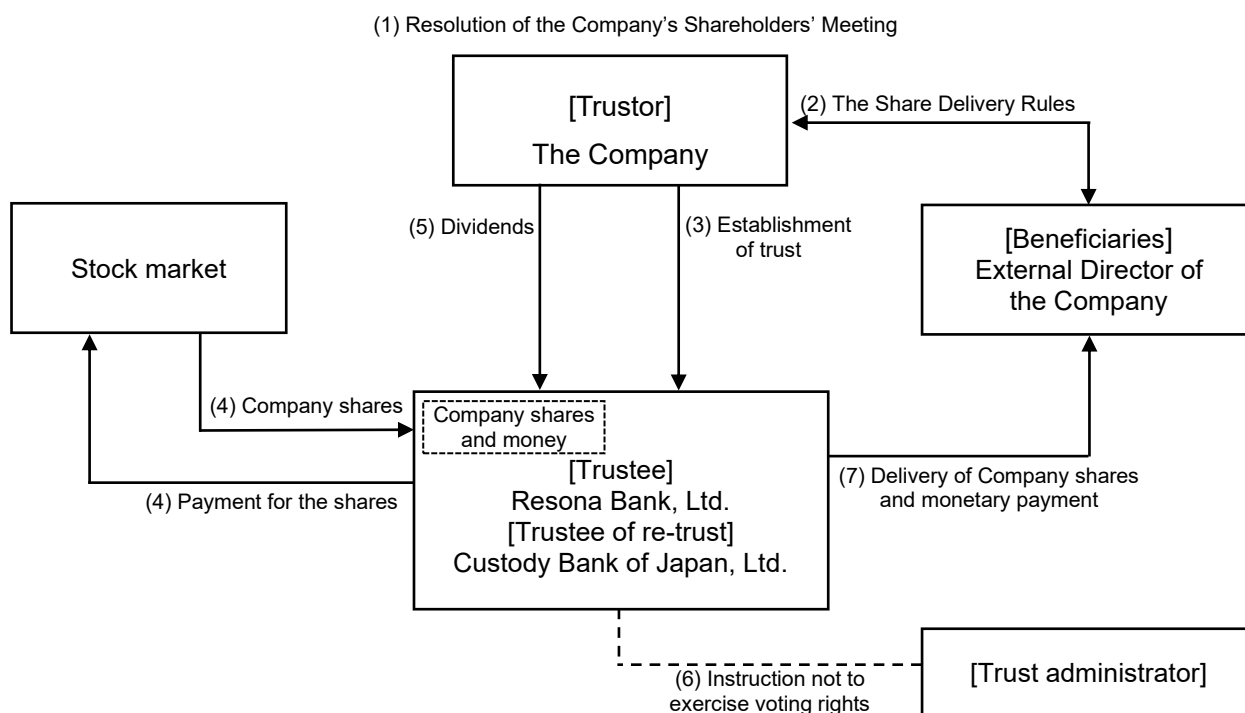 (1) Resolution of the Company’s Shareholders’ Meeting
[Trustor]
The Company
(2) The Share Delivery Rules
(5) Dividends
(3) Establishment
of trust
Stock market
[Beneficiaries]
External Director of
the Company
(4) Company shares
Company shares
and money
(4) Payment for the shares
[Trustee]
Resona Bank, Ltd.
[Trustee of re-trust]
Custody Bank of Japan, Ltd.
(7) Delivery of Company shares
and monetary payment
(6) Instruction not to
exercise voting rights
[Trust administrator]